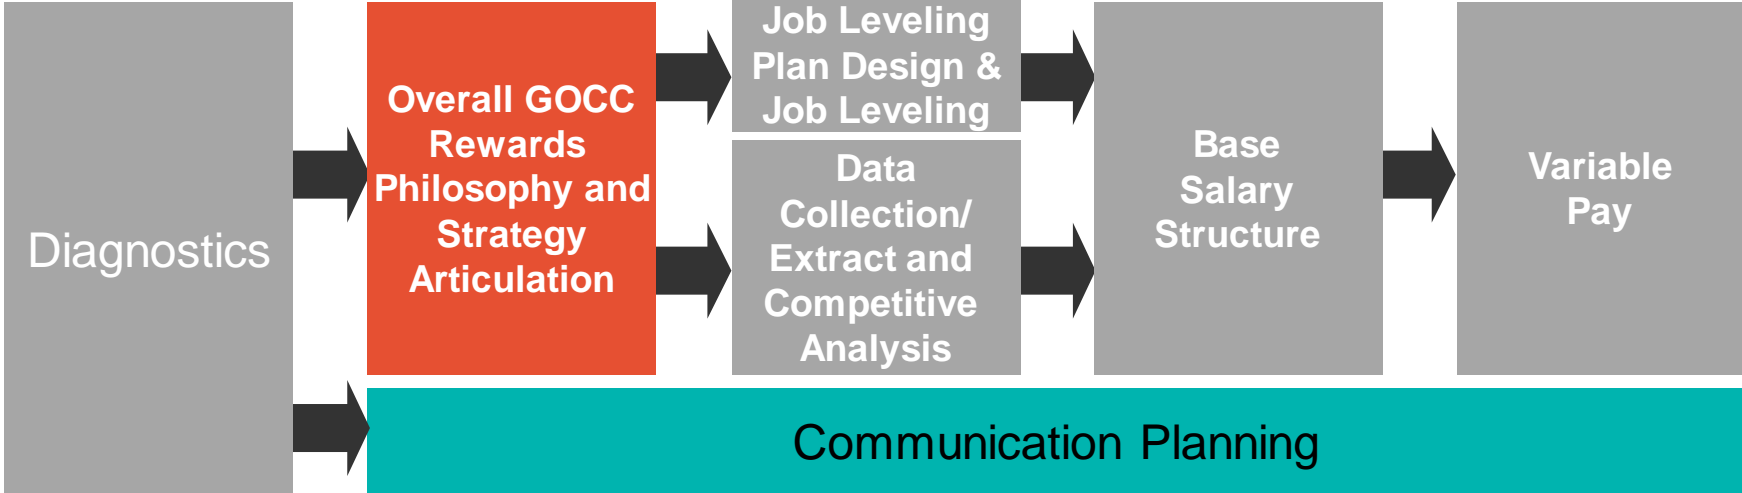 Diagnostics
Overall GOCC
Rewards
Philosophy and
Strategy
Articulation
Job Leveling
Plan Design &
Job Leveling
Data
Collection/
Extract and
Competitive
Analysis
Base
Salary
Structure
Variable
Pay
Communication Planning